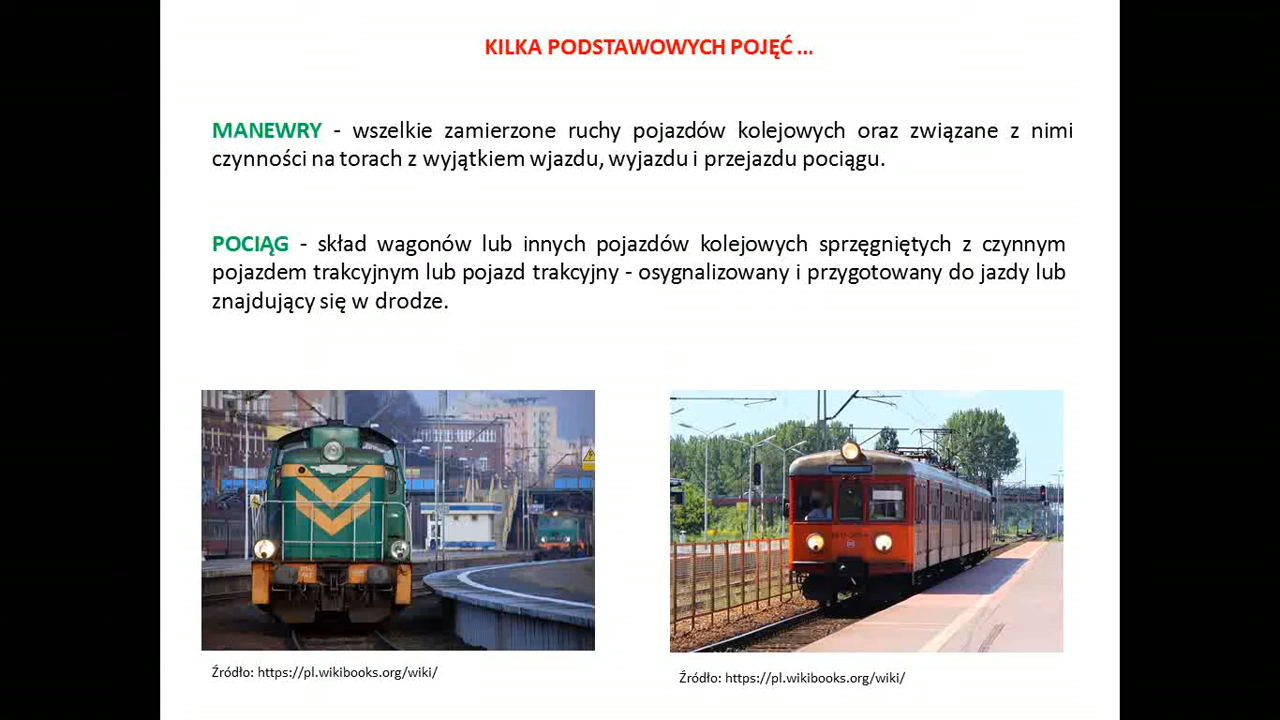 KILKA PODSTAWOWYCH POJĘĆ ...
MANEWRY - wszelkie zamierzone ruchy pojazdów kolejowych oraz związane z nimi
czynności na torach z wyjątkiem wjazdu, wyjazdu i przejazdu pociągu.
POCIĄG - skład wagonów lub innych pojazdów kolejowych sprzęgniętych z czynnym
pojazdem trakcyjnym lub pojazd trakcyjny - osygnalizowany i przygotowany do jazdy lub
znajdujący się w drodze.
Źródło: https://pl.wikibooks.org/wiki/
Źródło: https://pl.wikibooks.org/wiki/